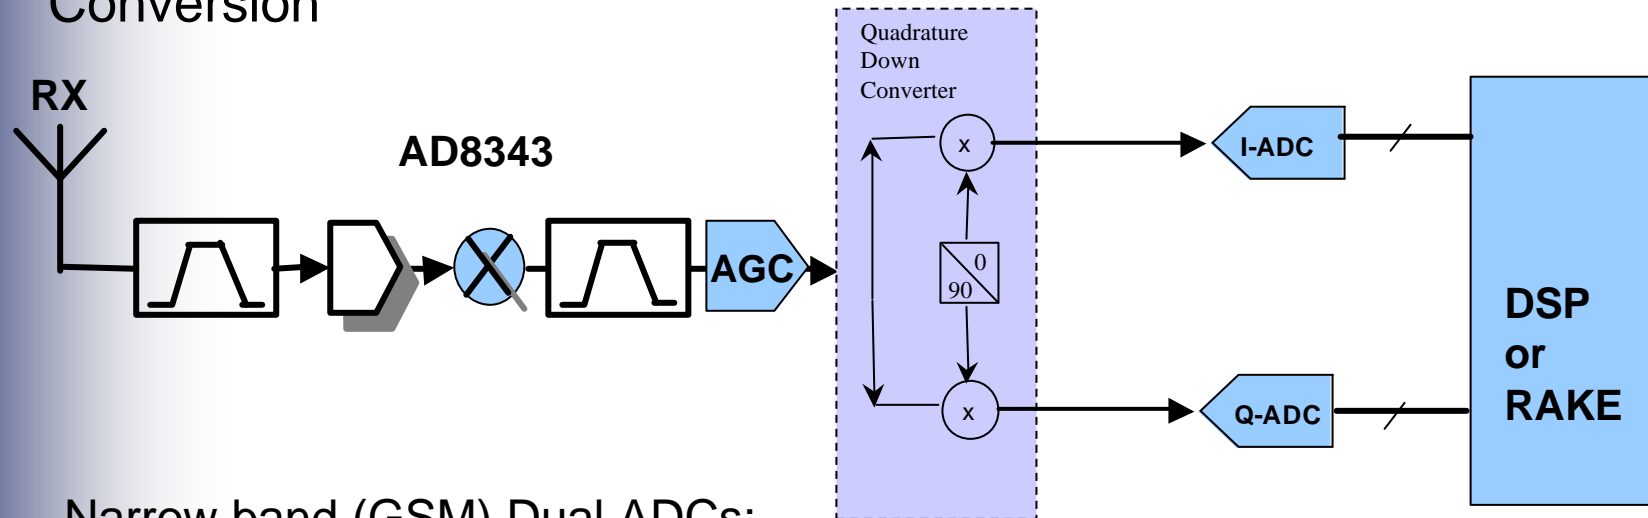 Conversion
RX
AD8343
AGC
Quadrature
Down
Converter
x
0
90
x
I-ADC
Q-ADC
DSP
or
RAKE
Narrow band (GSM) Dual ADCs: